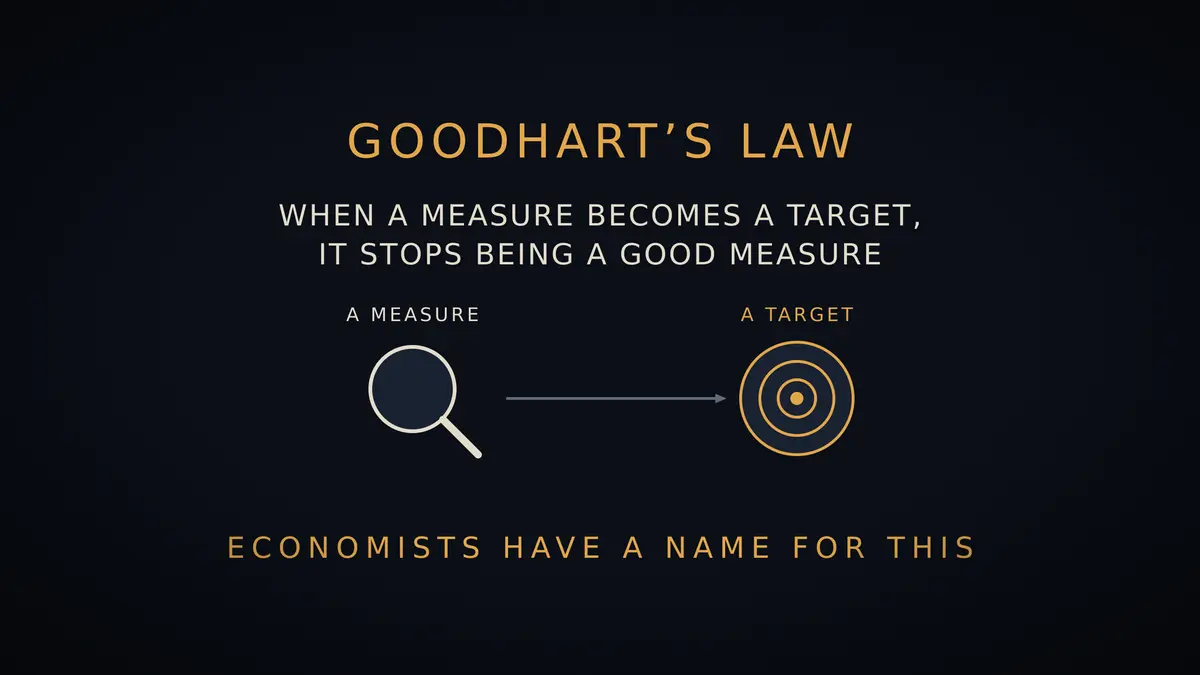 GOODHART’S LAW
WHEN A MEASURE BECOMES A TARGET,
IT STOPS BEING A GOOD MEASURE
A MEASURE
A TARGET
ECONOMISTS HAVE A NAME FOR THIS